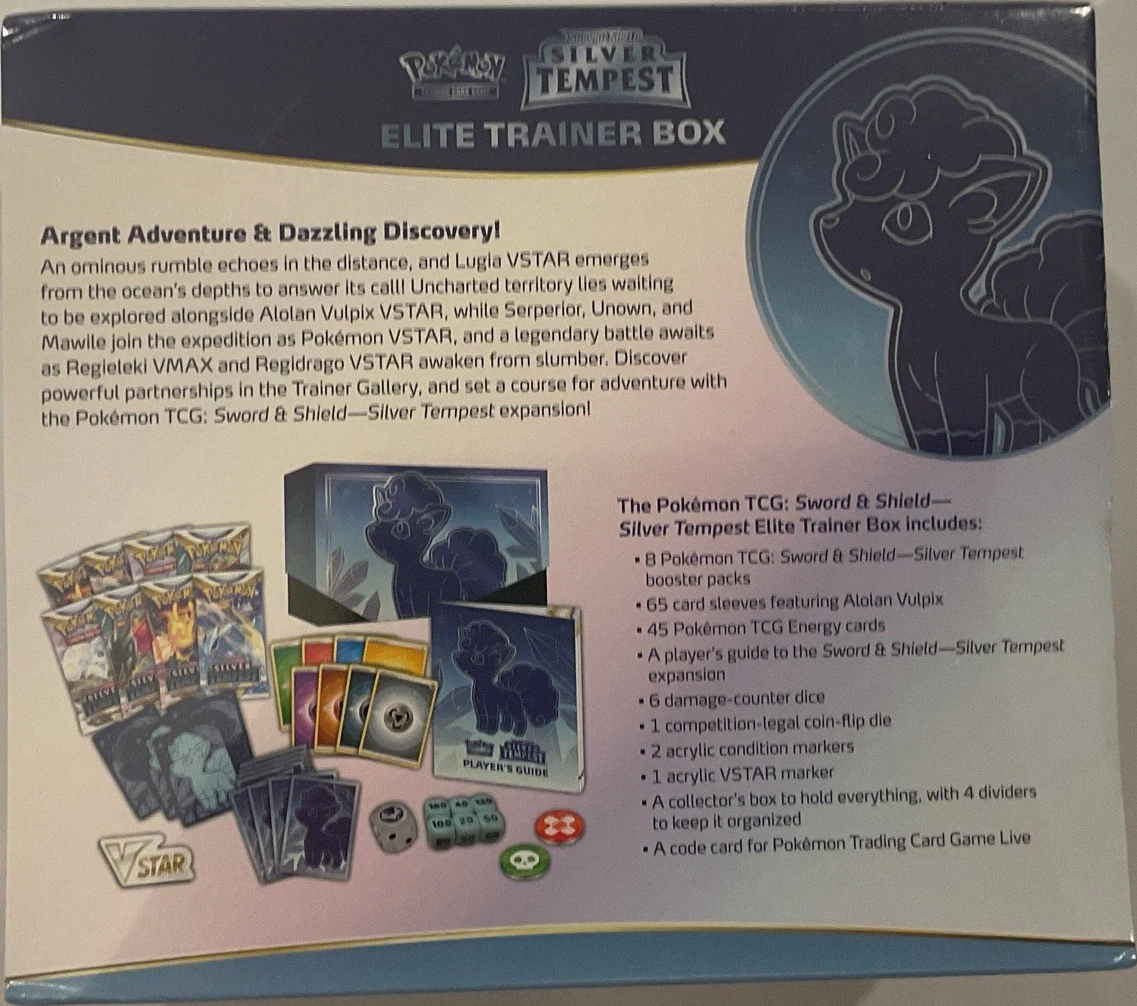 Pokémon
TRADING CARD GAME
Sword & Shield
SILVER
TEMPEST
ELITE TRAINER BOX
Argent Adventure & Dazzling Discovery!
An ominous rumble echoes in the distance, and Lugia VSTAR emerges
from the ocean's depths to answer its call! Uncharted territory lies waiting
to be explored alongside Alolan Vulpix VSTAR, while Serperior, Unown, and
Mawile join the expedition as Pokémon VSTAR, and a legendary battle awaits
as Regieleki VMAX and Regidrago VSTAR awaken from slumber. Discover
powerful partnerships in the Trainer Gallery, and set a course for adventure with
the Pokémon TCG: Sword & Shield—Silver Tempest expansion!
The Pokémon TCG: Sword & Shield—
Silver Tempest Elite Trainer Box includes:
• 8 Pokémon TCG: Sword & Shield—Silver Tempest
booster packs
• 65 card sleeves featuring Alolan Vulpix
• 45 Pokémon TCG Energy cards
• A player's guide to the Sword & Shield—Silver Tempest
expansion
• 6 damage-counter dice
• 1 competition-legal coin-flip die
• 2 acrylic condition markers
• 1 acrylic VSTAR marker
• A collector's box to hold everything, with 4 dividers
to keep it organized
• A code card for Pokémon Trading Card Game Live
PLAYER'S GUIDE
VSTAR